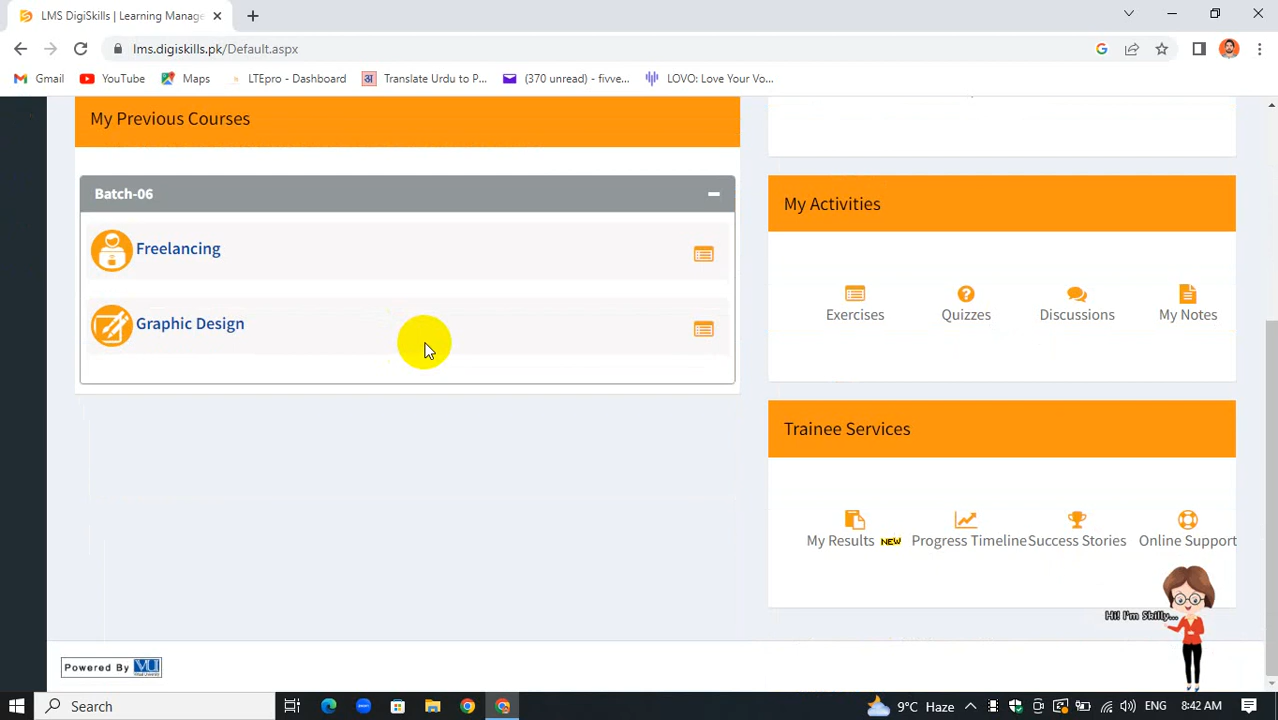 LMS DigiSkills | Learning Manage
lms.digiskills.pk/Default.aspx
Gmail
YouTube
Maps
LTEpro - Dashboard
Translate Urdu to P...
(370 unread) - fivve...
LOVO: Love Your Vo...
My Previous Courses
Batch-06
Freelancing
Graphic Design
My Activities
Exercises
Quizzes
Discussions
My Notes
Trainee Services
My Results NEW
Progress Timeline
Success Stories
Online Support
Hi! I'm Skilly...
Powered By VU
Search
9°C Haze
ENG
8:42 AM